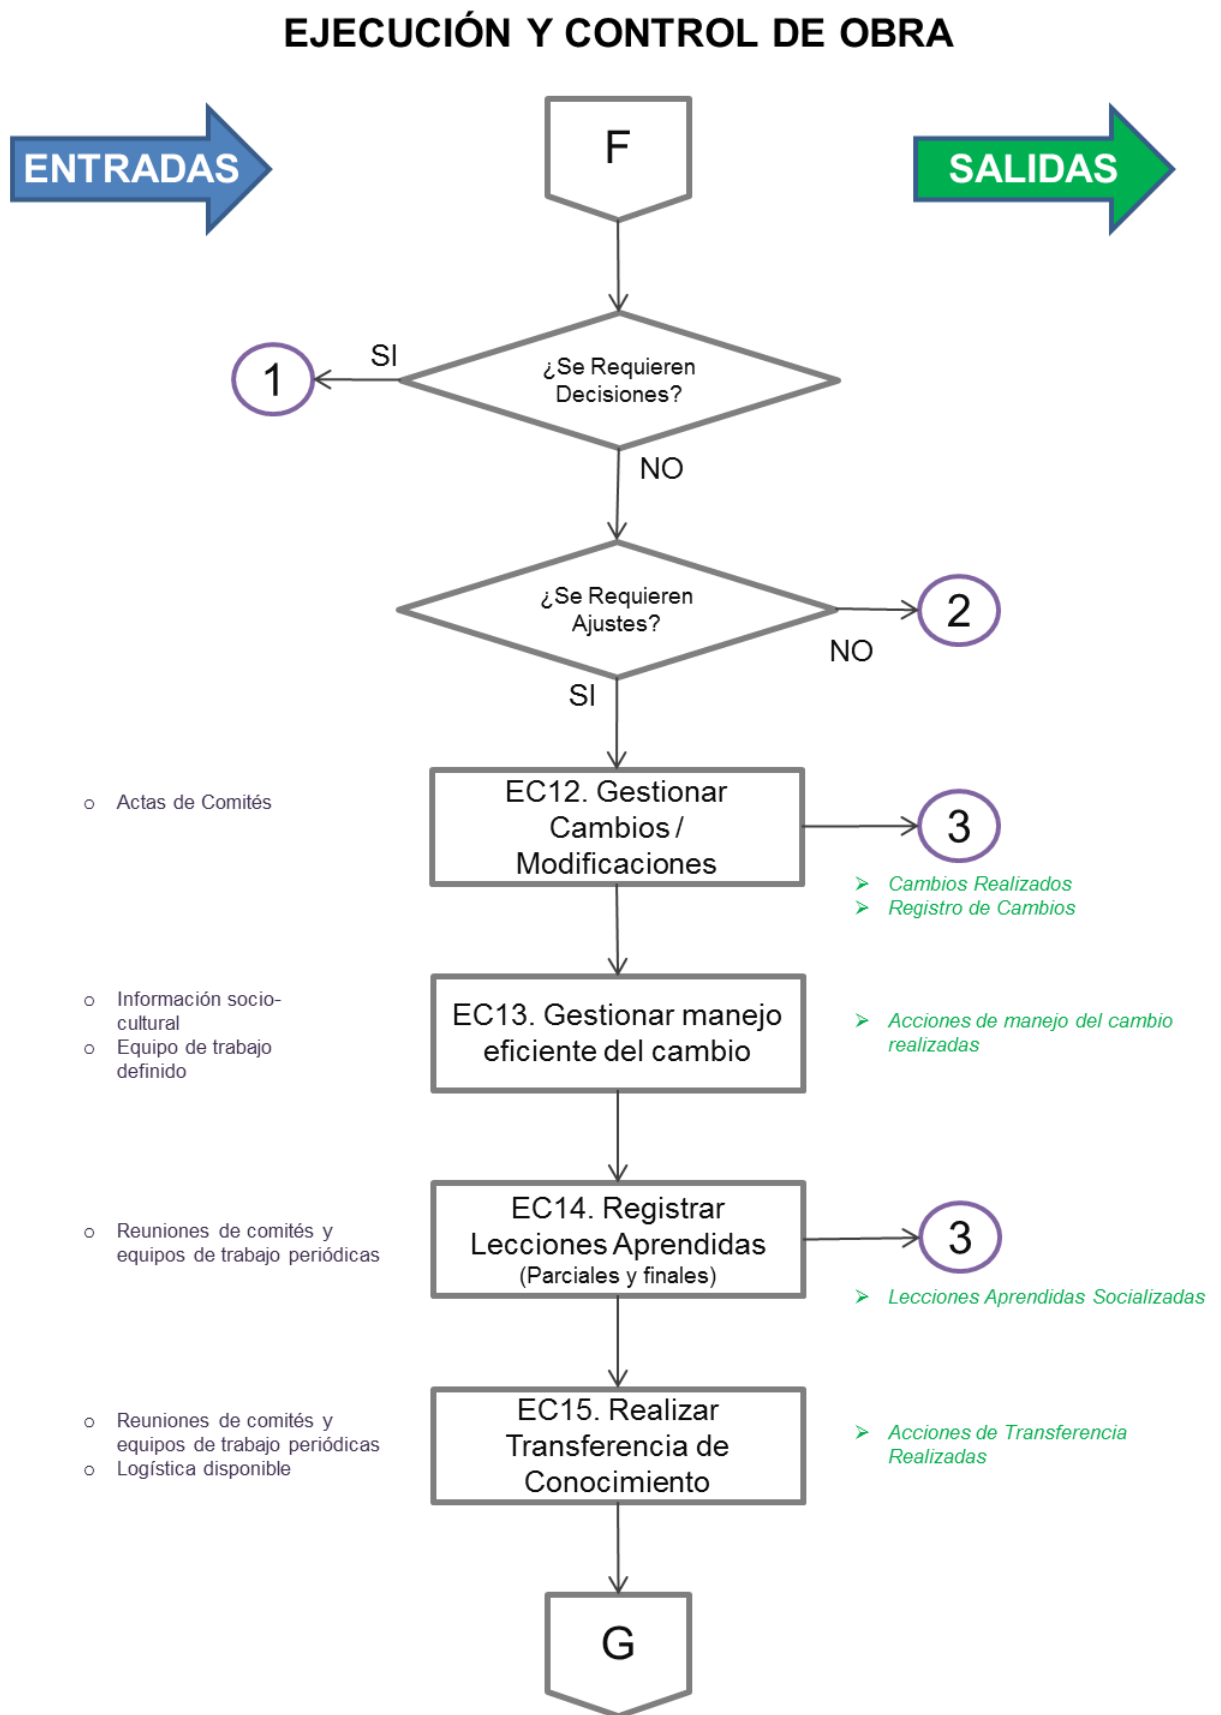 EJECUCIÓN Y CONTROL DE OBRA
ENTRADAS
F
SALIDAS
¿Se Requieren
Decisiones?
SI
1
NO
¿Se Requieren
Ajustes?
2
NO
SI
o Actas de Comités
EC12. Gestionar
Cambios /
Modificaciones
3
➢ Cambios Realizados
➢ Registro de Cambios
o Información socio-
cultural
o Equipo de trabajo
definido
EC13. Gestionar manejo
eficiente del cambio
➢ Acciones de manejo del cambio
realizadas
o Reuniones de comités y
equipos de trabajo periódicas
EC14. Registrar
Lecciones Aprendidas
(Parciales y finales)
3
➢ Lecciones Aprendidas Socializadas
o Reuniones de comités y
equipos de trabajo periódicas
o Logística disponible
EC15. Realizar
Transferencia de
Conocimiento
➢ Acciones de Transferencia
Realizadas
G